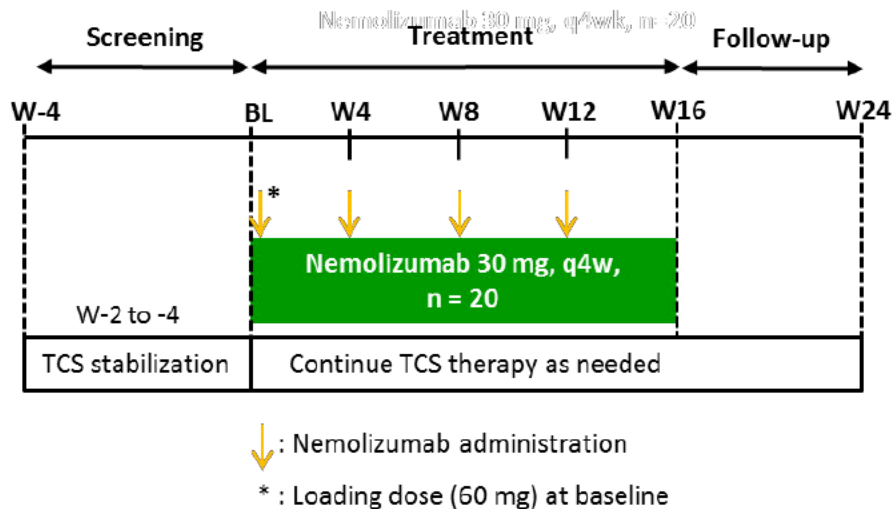 Nemolizumab 30 mg, q4wk, n=20
Screening
Treatment
Follow-up
W-4
BL
W4
W8
W12
W16
W24
*
Nemolizumab 30 mg, q4w,
n = 20
W-2 to -4
TCS stabilization
Continue TCS therapy as needed
: Nemolizumab administration
* : Loading dose (60 mg) at baseline